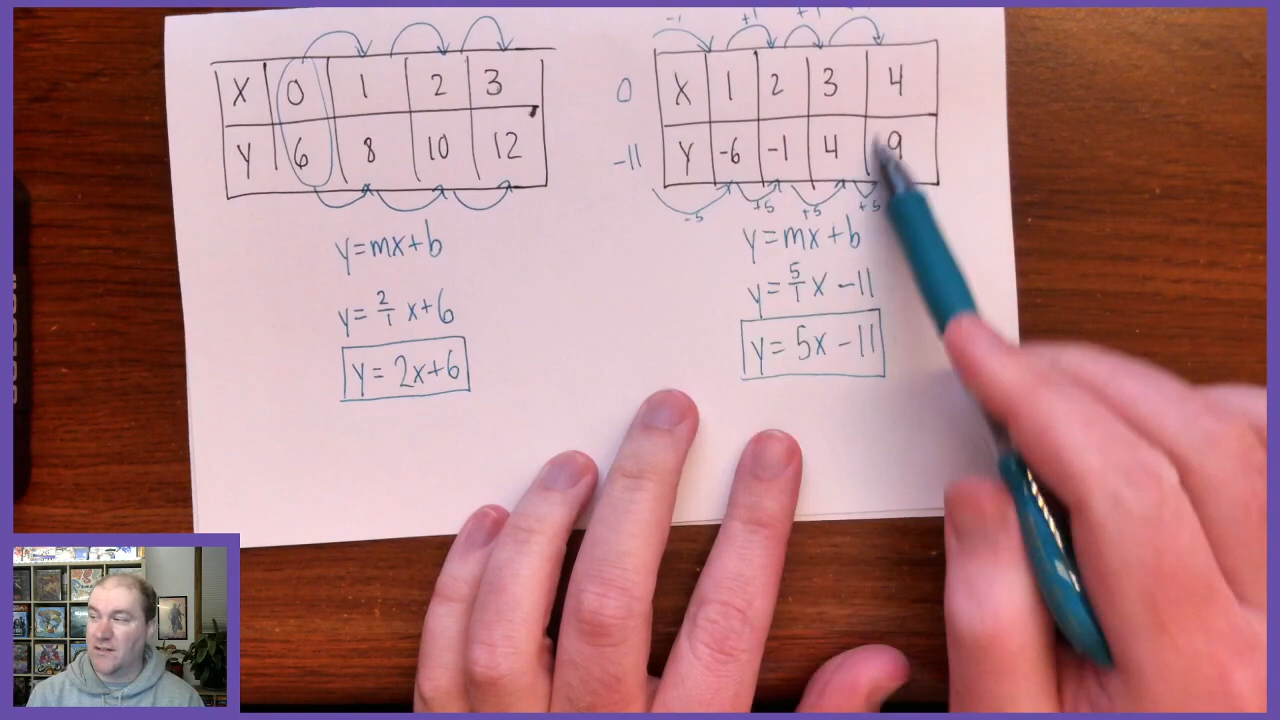 X 0 1 2 3
Y 6 8 10 12
y=mx+b
y= 2/1 x+6
y= 2x+6
-1 +1 +1
0 X 1 2 3 4
-11 Y -6 -1 4 9
-5 +5 +5 +5
y=mx+b
y= 5/1 x -11
y= 5x -11